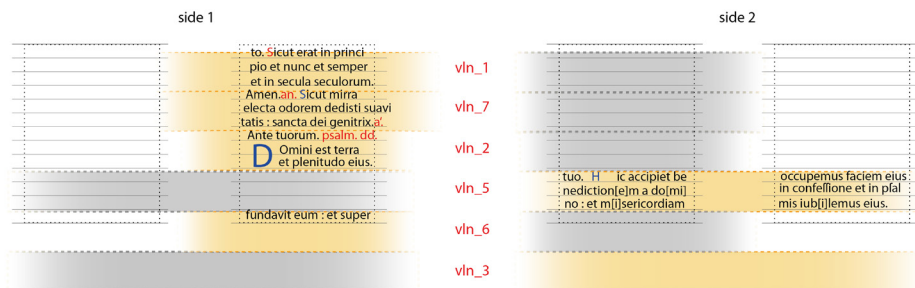 side 1
side 2
to. Sicut erat in princi
pio et nunc et semper
et in secula seculorum.
Amen.an. Sicut mirra
electa odorem dedisti suavi
tatis : sancta dei genitrix.a'.
Ante tuorum. psalm. dd.
D Omini est terra
et plenitudo eius.
fundavit eum : et super
vln_1
vln_7
vln_2
vln_5
vln_6
vln_3
tuo. H ic accipiet be
nediction[e]m a do[mi]
no : et m[i]sericordiam
occupemus faciem eius
in confeſſione et in pſal
mis iub[i]lemus eius.